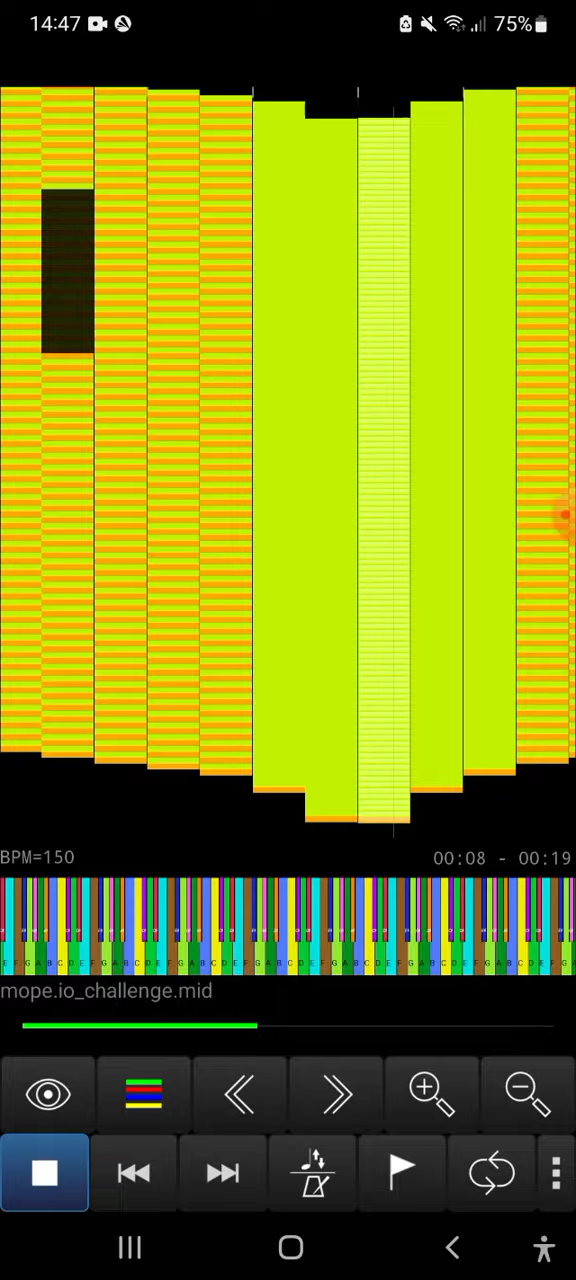 14:47 75%
BPM=150 00:08 - 00:19
E F G A B C D E F G A B C D E F G A B C D E F G A B C D E F G A B C D E F G A B C D E F G A B C D E F G A B C D E F
mope.io_challenge.mid